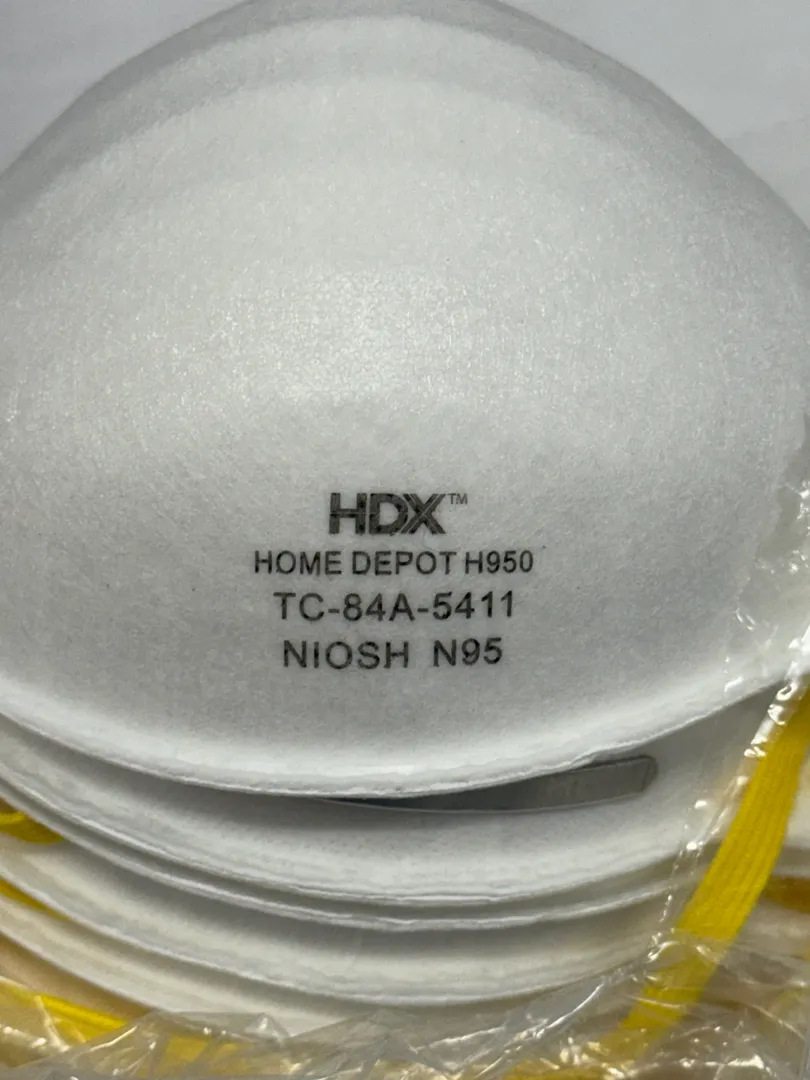 HDX™
HOME DEPOT H950
TC-84A-5411
NIOSH N95